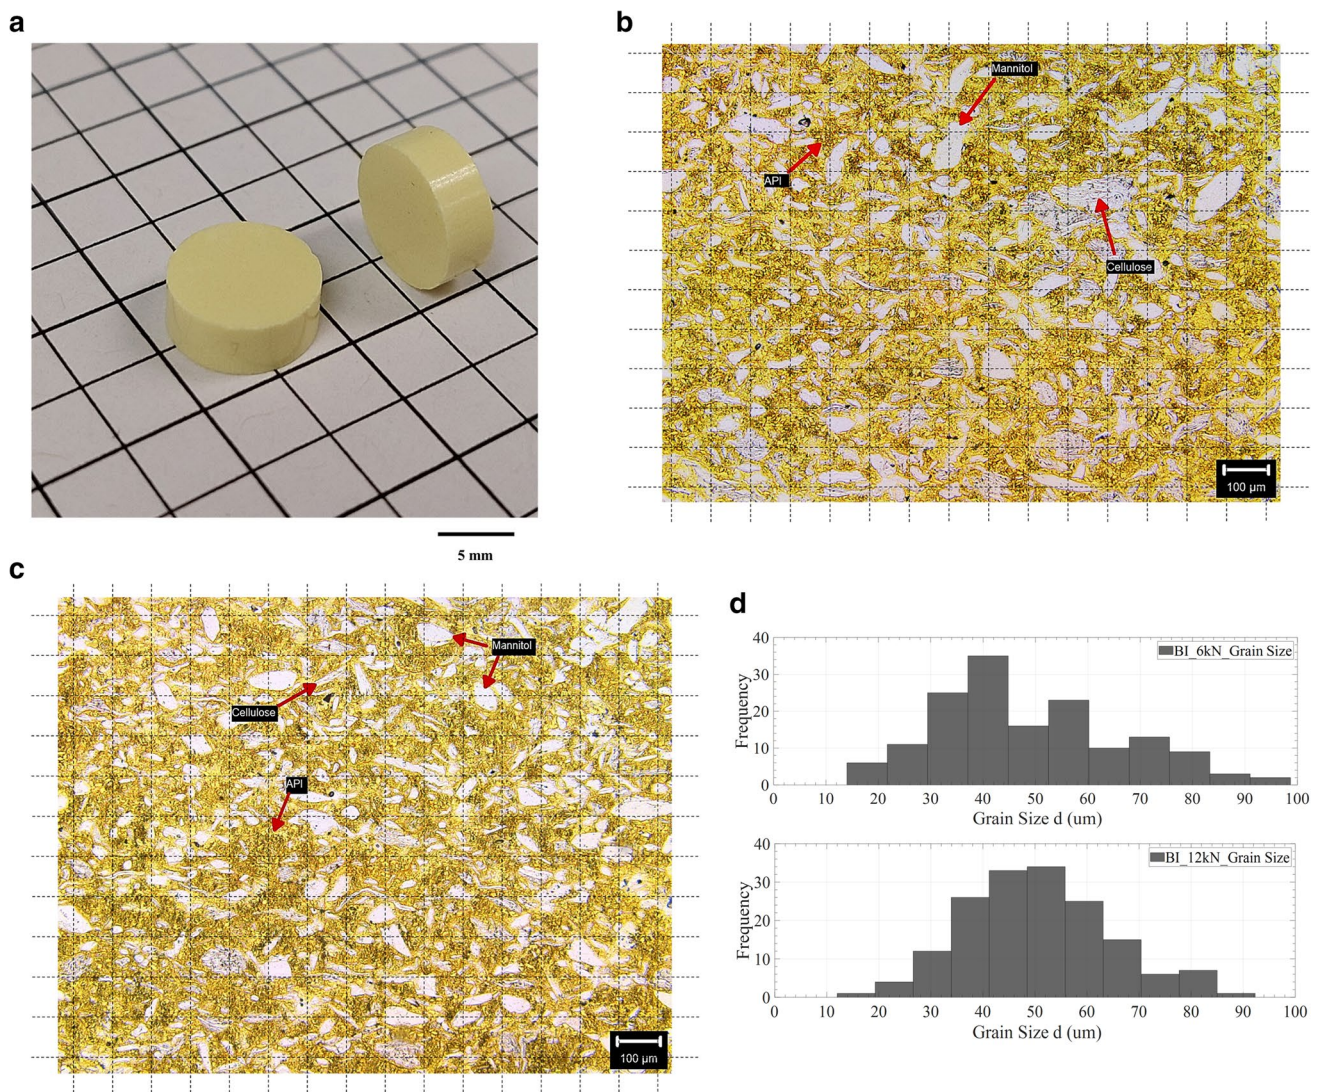 a
5 mm
b
Mannitol
API
Cellulose
100 µm
c
Mannitol
Cellulose
API
100 µm
d
40
30
20
10
0
Frequency
BI_6kN_Grain Size
0 10 20 30 40 50 60 70 80 90 100
Grain Size d (um)
40
30
20
10
0
Frequency
BI_12kN_Grain Size
0 10 20 30 40 50 60 70 80 90 100
Grain Size d (um)